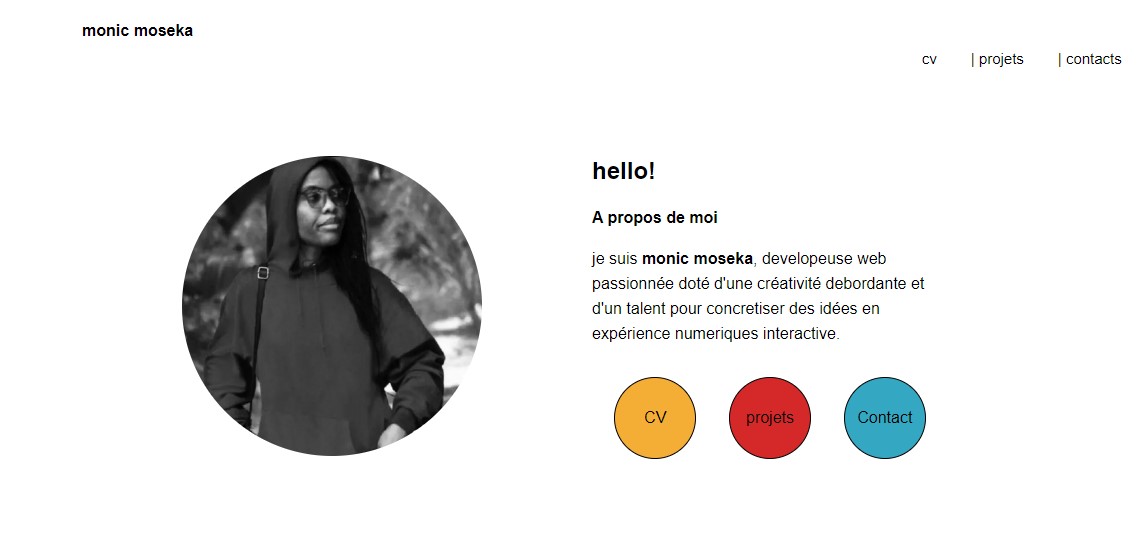 monic moseka
cv | projets | contacts
hello!
A propos de moi
je suis monic moseka, developeuse web
passionnée doté d'une créativité debordante et
d'un talent pour concretiser des idées en
expérience numeriques interactive.
CV projets Contact